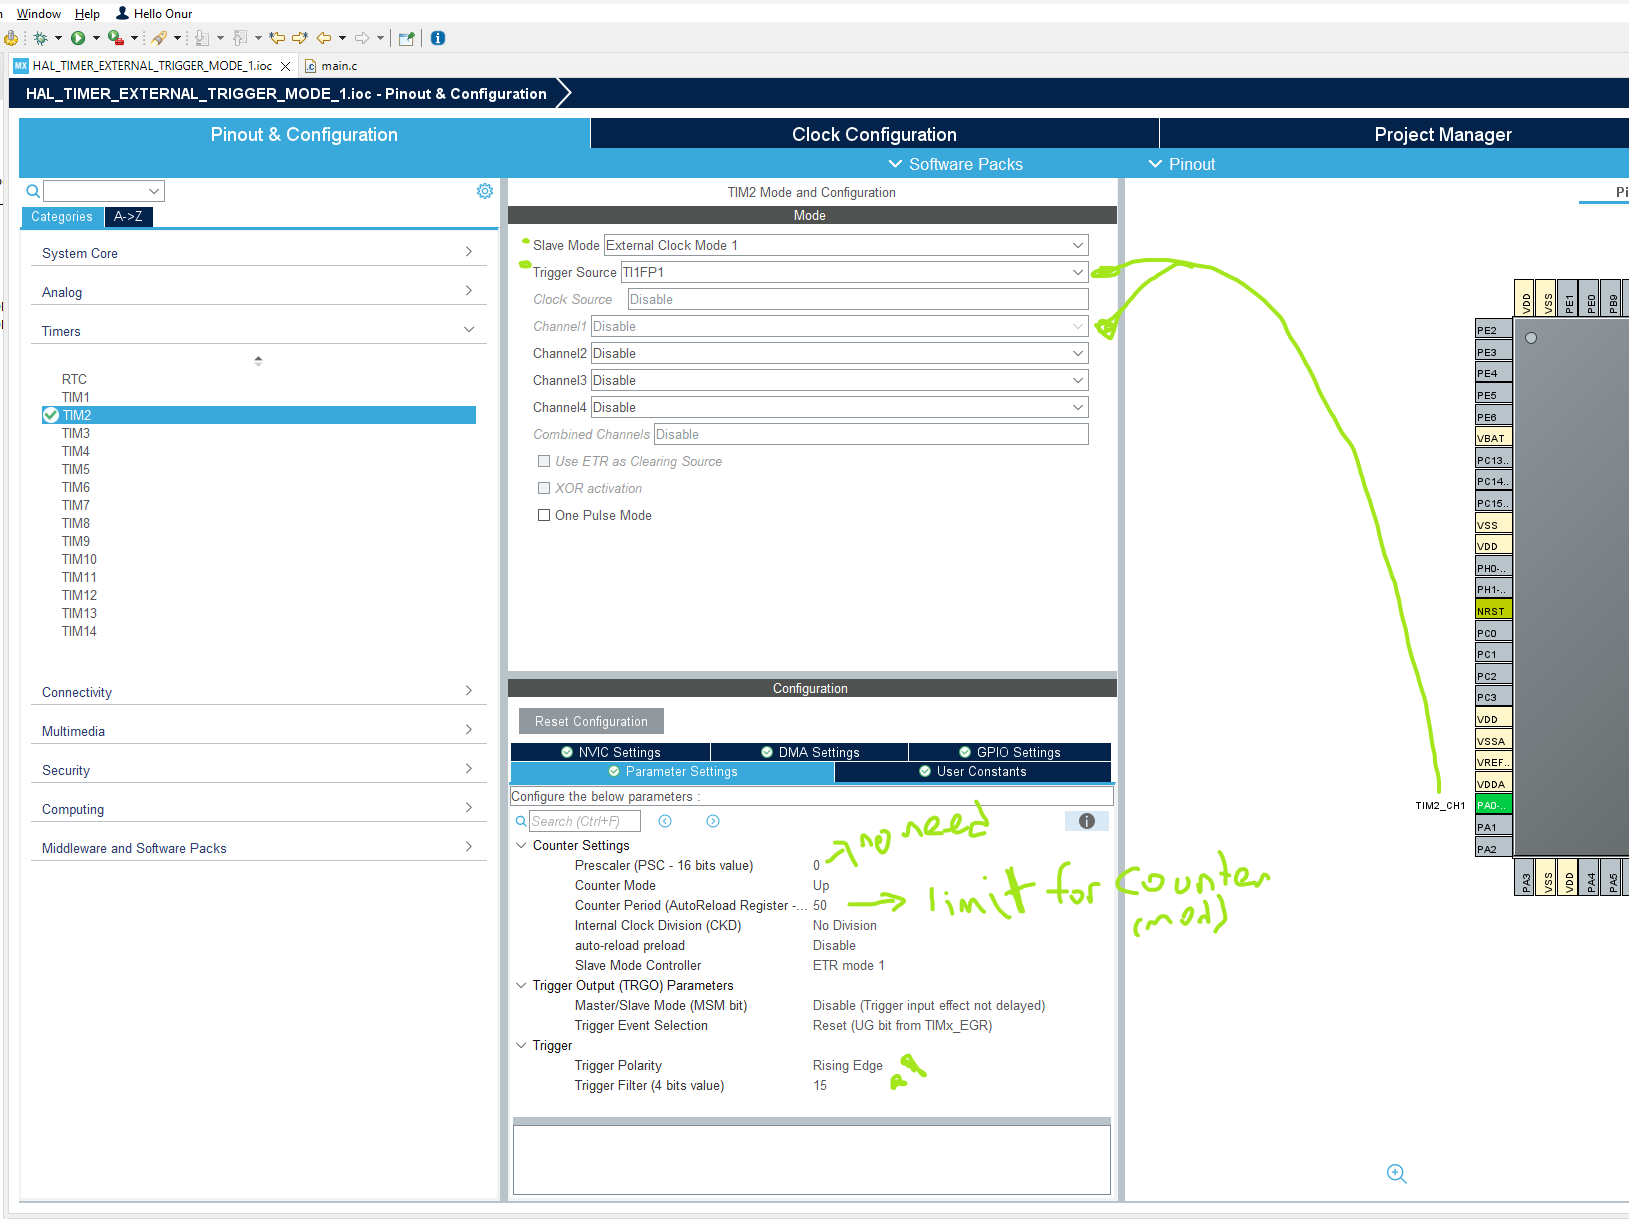 Window Help Hello Onur
HAL_TIMER_EXTERNAL_TRIGGER_MODE_1.ioc main.c
HAL_TIMER_EXTERNAL_TRIGGER_MODE_1.ioc - Pinout & Configuration
Pinout & Configuration Clock Configuration Project Manager
Software Packs Pinout
Categories A->Z
System Core
Analog
Timers
RTC
TIM1
TIM2
TIM3
TIM4
TIM5
TIM6
TIM7
TIM8
TIM9
TIM10
TIM11
TIM12
TIM13
TIM14
Connectivity
Multimedia
Security
Computing
Middleware and Software Packs
TIM2 Mode and Configuration
Mode
Slave Mode External Clock Mode 1
Trigger Source TI1FP1
Clock Source Disable
Channel1 Disable
Channel2 Disable
Channel3 Disable
Channel4 Disable
Combined Channels Disable
Use ETR as Clearing Source
XOR activation
One Pulse Mode
Configuration
Reset Configuration
NVIC Settings DMA Settings GPIO Settings
Parameter Settings User Constants
Configure the below parameters :
Search (Ctrl+F)
Counter Settings
Prescaler (PSC - 16 bits value) 0 no need
Counter Mode Up
Counter Period (AutoReload Register -... 50 limit for counter
(mod)
Internal Clock Division (CKD) No Division
auto-reload preload Disable
Slave Mode Controller ETR mode 1
Trigger Output (TRGO) Parameters
Master/Slave Mode (MSM bit) Disable (Trigger input effect not delayed)
Trigger Event Selection Reset (UG bit from TIMx_EGR)
Trigger
Trigger Polarity Rising Edge
Trigger Filter (4 bits value) 15
Pi
VDD VSS PE1 PE0 PB9
PE2
PE3
PE4
PE5
PE6
VBAT
PC13..
PC14..
PC15..
VSS
VDD
PH0-..
PH1-..
NRST
PC0
PC1
PC2
PC3
VDD
VSSA
VREF..
VDDA
TIM2_CH1 PA0-..
PA1
PA2
PA3 VSS VDD PA4 PA5